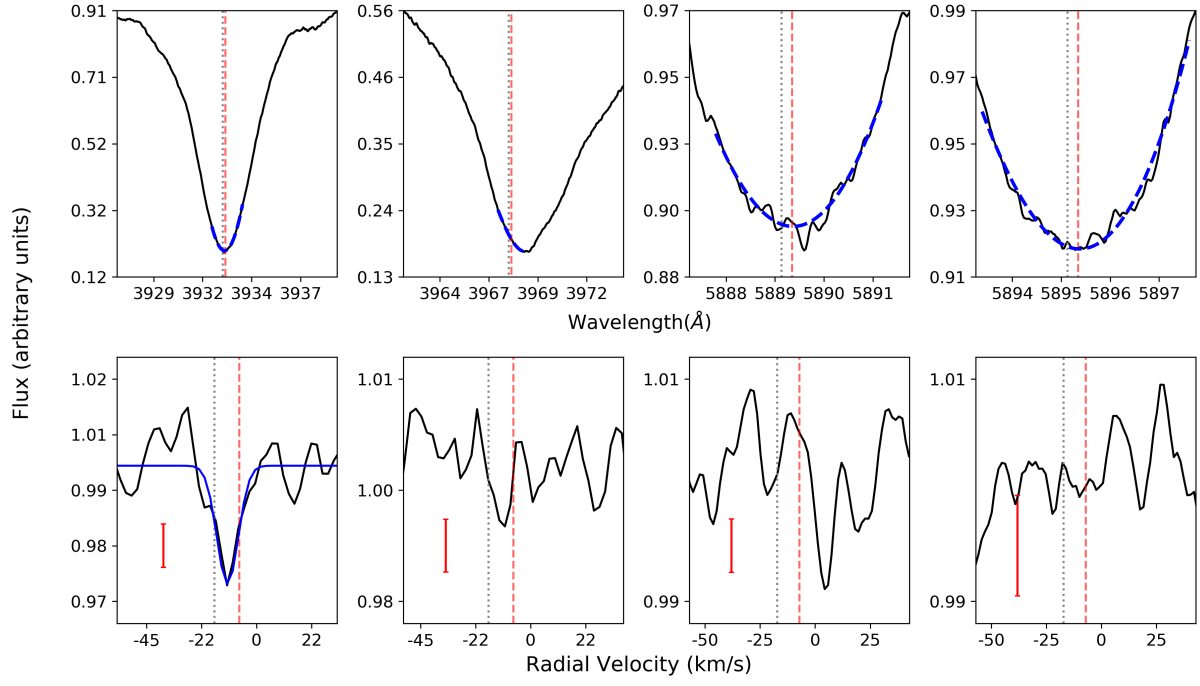 Flux (arbitrary units)
0.91 0.71 0.52 0.32 0.12
3929 3932 3934 3937
0.56 0.46 0.35 0.24 0.13
3964 3967 3969 3972
0.97 0.95 0.93 0.90 0.88
5888 5889 5890 5891
0.99 0.97 0.95 0.93 0.91
5894 5895 5896 5897
Wavelength(Å)
1.02 1.01 0.99 0.98 0.97
-45 -22 0 22
1.01 1.00 0.98
-45 -22 0 22
1.01 0.99
-50 -25 0 25
1.01 0.99
-50 -25 0 25
Radial Velocity (km/s)